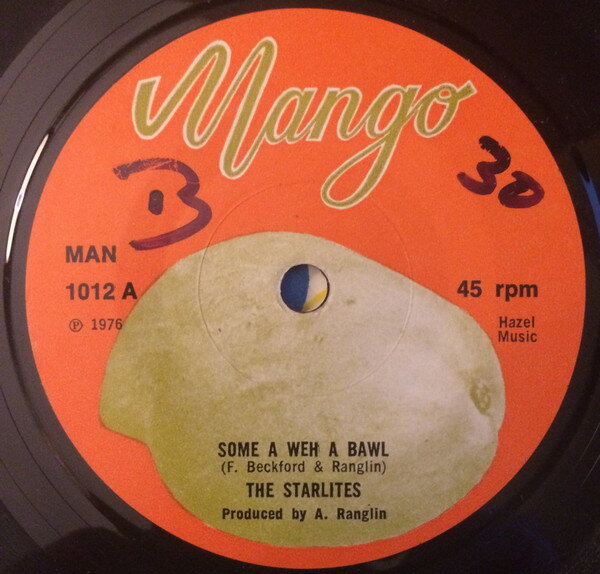 Mango
B
30
MAN
1012 A
45 rpm
℗ 1976
Hazel
Music
SOME A WEH A BAWL
(F. Beckford & Ranglin)
THE STARLITES
Produced by A. Ranglin